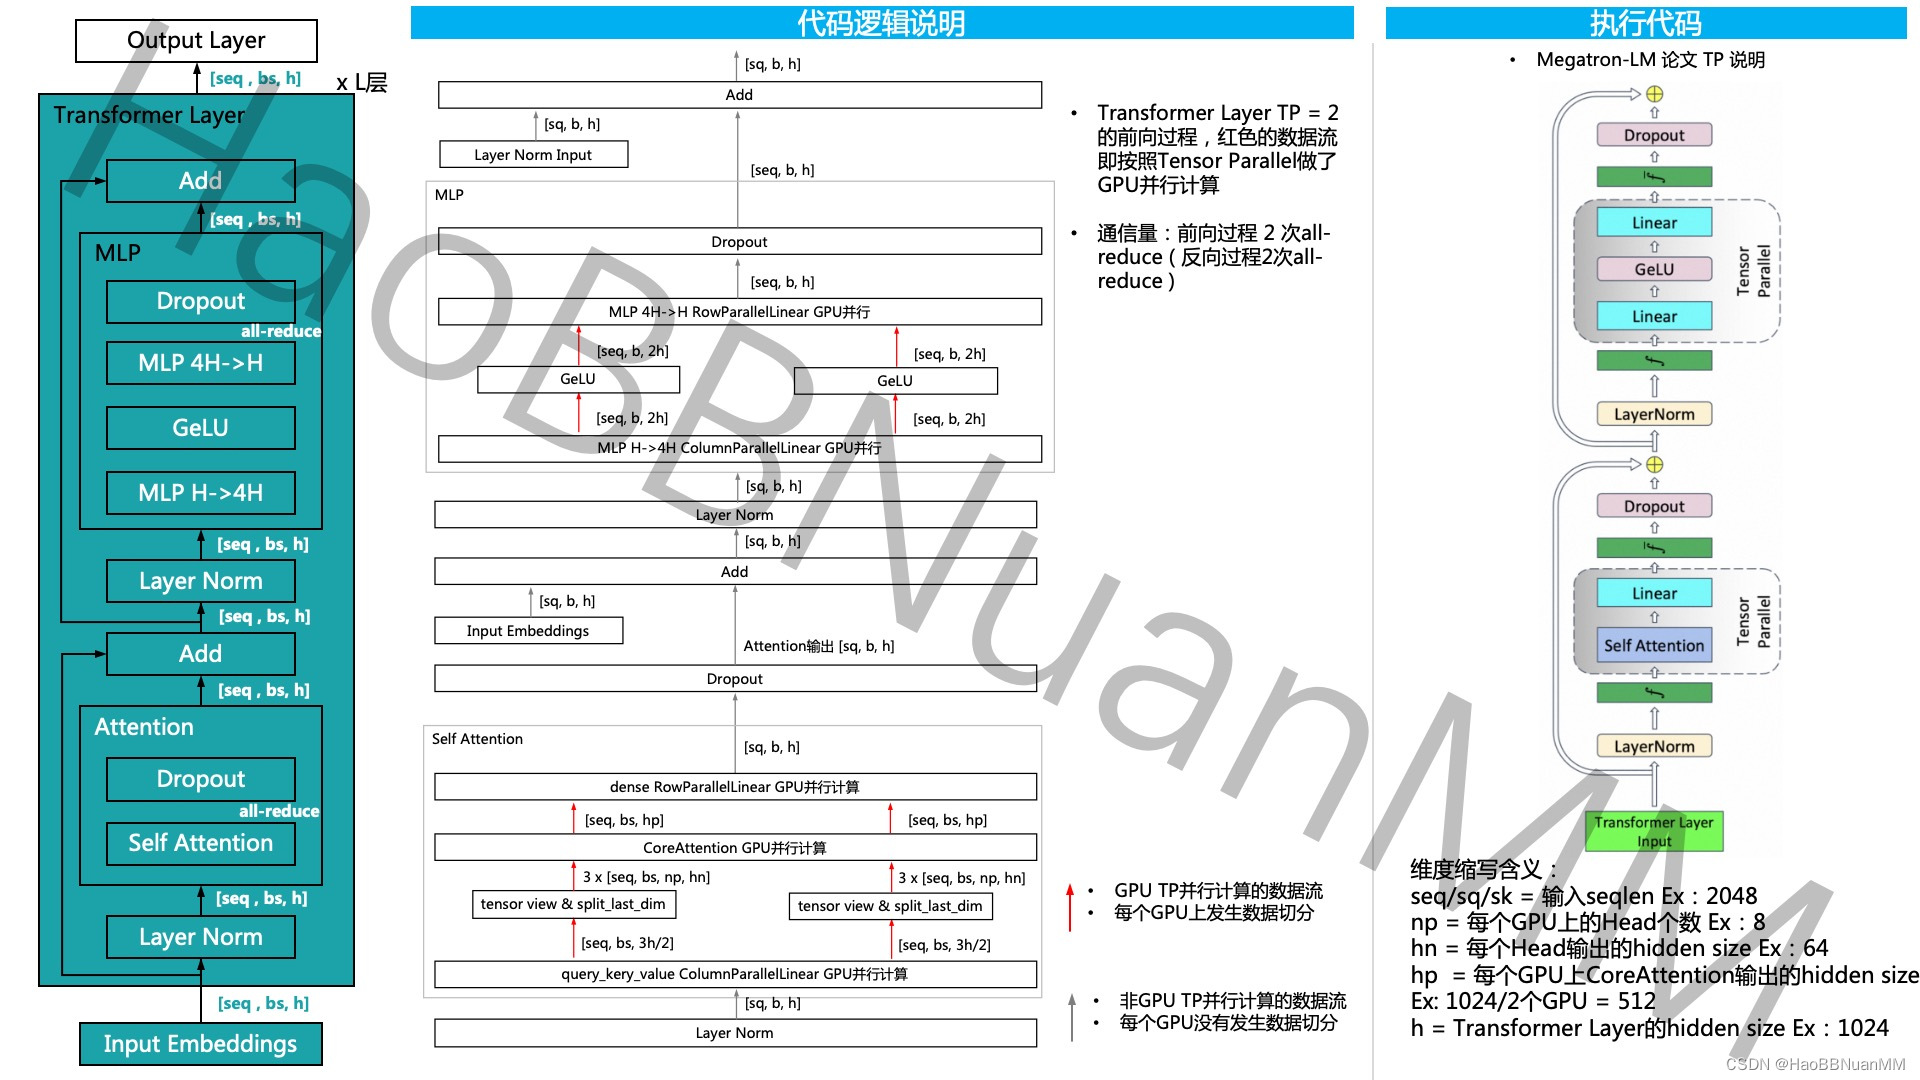 Output Layer
[seq , bs, h]
x L层
Transformer Layer
Add
[seq , bs, h]
MLP
Dropout
all-reduce
MLP 4H->H
GeLU
MLP H->4H
[seq , bs, h]
Layer Norm
[seq , bs, h]
Add
[seq , bs, h]
Attention
Dropout
all-reduce
Self Attention
[seq , bs, h]
Layer Norm
[seq , bs, h]
Input Embeddings
代码逻辑说明
[sq, b, h]
Add
[sq, b, h]
Layer Norm Input
[seq, b, h]
MLP
Dropout
[seq, b, h]
MLP 4H->H RowParallelLinear GPU并行
[seq, b, 2h]
[seq, b, 2h]
GeLU
GeLU
[seq, b, 2h]
[seq, b, 2h]
MLP H->4H ColumnParallelLinear GPU并行
[sq, b, h]
Layer Norm
[sq, b, h]
Add
[sq, b, h]
Input Embeddings
Attention输出 [sq, b, h]
Dropout
Self Attention
[sq, b, h]
dense RowParallelLinear GPU并行计算
[seq, bs, hp]
[seq, bs, hp]
CoreAttention GPU并行计算
3 x [seq, bs, np, hn]
3 x [seq, bs, np, hn]
tensor view & split_last_dim
tensor view & split_last_dim
[seq, bs, 3h/2]
[seq, bs, 3h/2]
query_kery_value ColumnParallelLinear GPU并行计算
[sq, b, h]
Layer Norm
• Transformer Layer TP = 2
的前向过程，红色的数据流
即按照Tensor Parallel做了
GPU并行计算
• 通信量：前向过程 2 次all-
reduce（反向过程2次all-
reduce）
• GPU TP并行计算的数据流
• 每个GPU上发生数据切分
• 非GPU TP并行计算的数据流
• 每个GPU没有发生数据切分
执行代码
• Megatron-LM 论文 TP 说明
Dropout
f̅
Linear
GeLU
Linear
Tensor
Parallel
f
LayerNorm
Dropout
f̅
Linear
Self Attention
Tensor
Parallel
f
LayerNorm
Transformer Layer
Input
维度缩写含义：
seq/sq/sk = 输入seqlen Ex：2048
np = 每个GPU上的Head个数 Ex：8
hn = 每个Head输出的hidden size Ex：64
hp = 每个GPU上CoreAttention输出的hidden size
Ex: 1024/2个GPU = 512
h = Transformer Layer的hidden size Ex：1024
HaoBBNuanMM
CSDN @HaoBBNuanMM